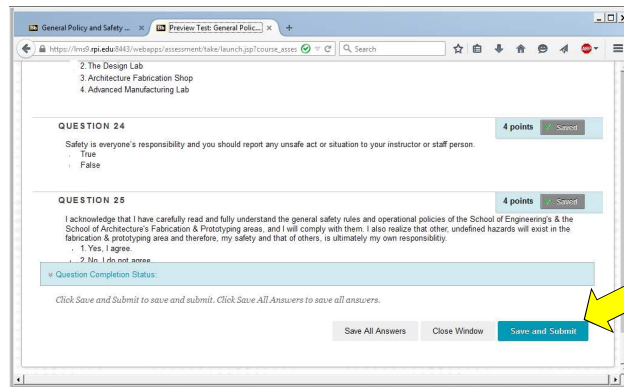 General Policy and Safety ... × Preview Test: General Polic... × +
https://lms9.rpi.edu:8443/webapps/assessment/take/launch.jsp?course_asses Search
2. The Design Lab
3. Architecture Fabrication Shop
4. Advanced Manufacturing Lab
QUESTION 24
4 points Saved
Safety is everyone's responsibility and you should report any unsafe act or situation to your instructor or staff person.
True
False
QUESTION 25
4 points Saved
I acknowledge that I have carefully read and fully understand the general safety rules and operational policies of the School of Engineering's & the
School of Architecture's Fabrication & Prototyping areas, and I will comply with them. I also realize that other, undefined hazards will exist in the
fabrication & prototyping area and therefore, my safety and that of others, is ultimately my own responsiblitiy.
1. Yes, I agree.
2. No, I do not agree.
Question Completion Status:
Click Save and Submit to save and submit. Click Save All Answers to save all answers.
Save All Answers Close Window Save and Submit